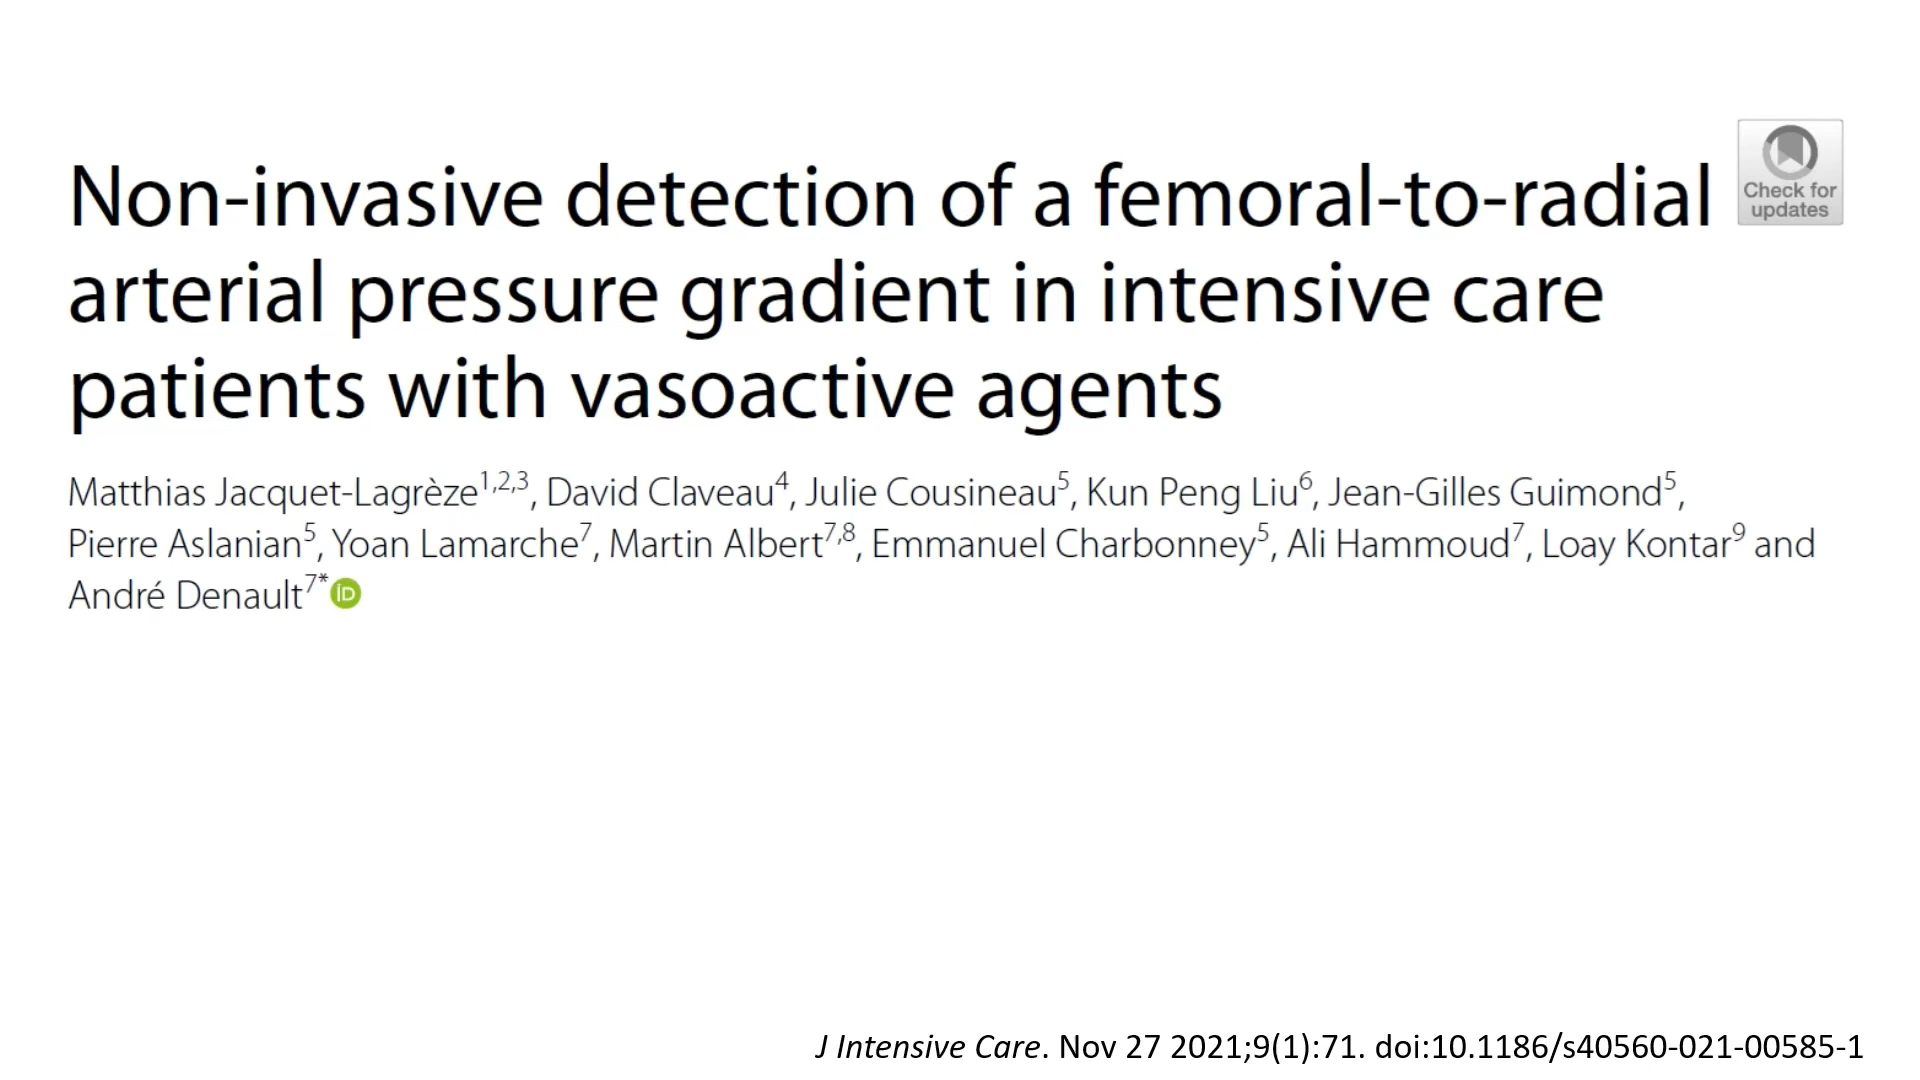 Non-invasive detection of a femoral-to-radial
arterial pressure gradient in intensive care
patients with vasoactive agents
Check for
updates
Matthias Jacquet-Lagrèze1,2,3, David Claveau4, Julie Cousineau5, Kun Peng Liu6, Jean-Gilles Guimond5,
Pierre Aslanian5, Yoan Lamarche7, Martin Albert7,8, Emmanuel Charbonney5, Ali Hammoud7, Loay Kontar9 and
André Denault7* iD
J Intensive Care. Nov 27 2021;9(1):71. doi:10.1186/s40560-021-00585-1